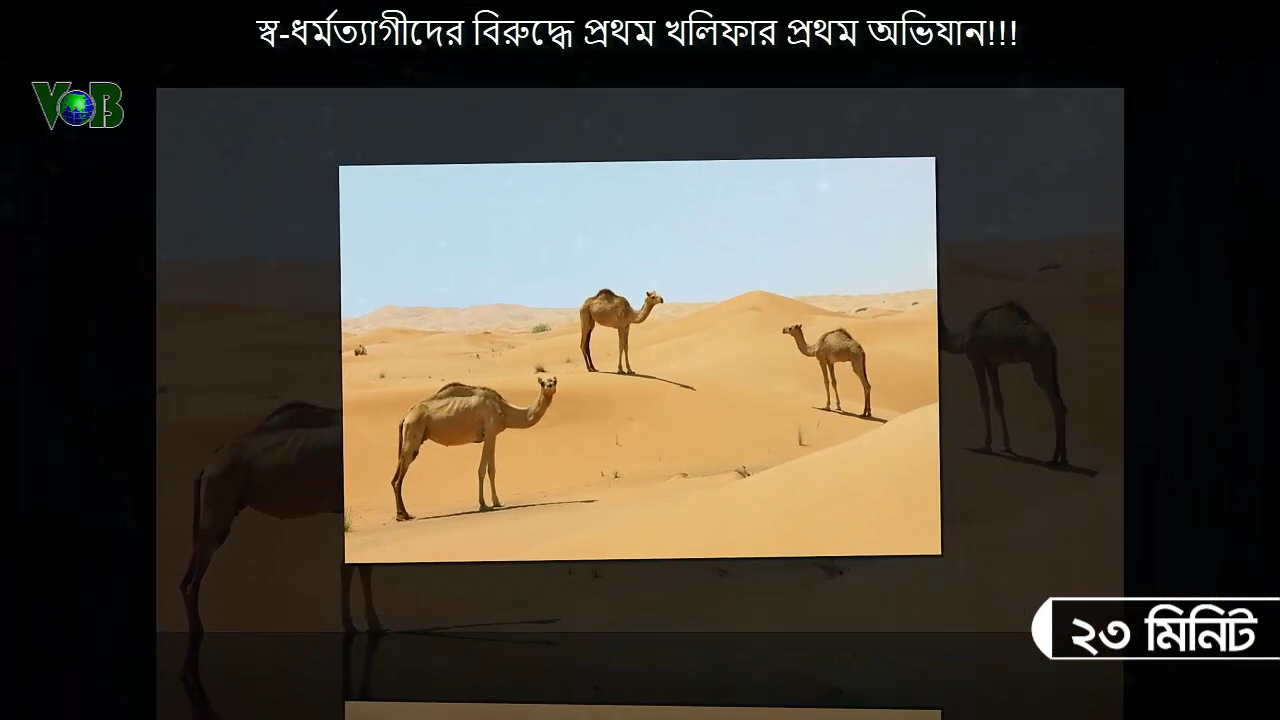 স্ব-ধর্মত্যাগীদের বিরুদ্ধে প্রথম খলিফার প্রথম অভিযান!!!
VOB
২৩ মিনিট